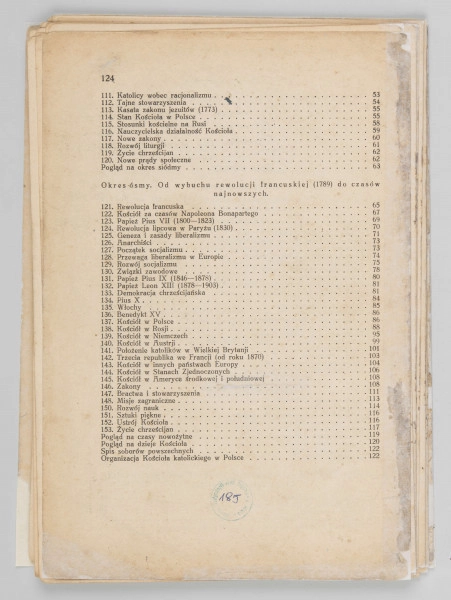 124
111. Katolicy wobec racjonalizmu . . . 53
112. Tajne stowarzyszenia . . . 54
113. Kasata zakonu jezuitów (1773) . . . 55
114. Stan Kościoła w Polsce . . . 55
115. Stosunki kościelne na Rusi . . . 58
116. Nauczycielska działalność Kościoła . . . 59
117. Nowe zakony . . . 60
118. Rozwój liturgii . . . 61
119. Życie chrześcijan . . . 62
120. Nowe prądy społeczne . . . 62
Pogląd na okres siódmy . . . 63
Okres ósmy. Od wybuchu rewolucji francuskiej (1789) do czasów
najnowszych.
121. Rewolucja francuska . . . 65
122. Kościół za czasów Napoleona Bonapartego . . . 67
123. Papież Pius VII (1800—1823) . . . 69
124. Rewolucja lipcowa w Paryżu (1830) . . . 70
125. Geneza i zasady liberalizmu . . . 71
126. Anarchiści . . . 73
127. Początek socjalizmu . . . 73
128. Przewaga liberalizmu w Europie . . . 74
129. Rozwój socjalizmu . . . 75
130. Związki zawodowe . . . 78
131. Papież Pius IX (1846—1878) . . . 80
132. Papież Leon XIII (1878—1903) . . . 81
133. Demokracja chrześcijańska . . . 81
134. Pius X . . . 84
135. Włochy . . . 85
136. Benedykt XV . . . 86
137. Kościół w Polsce . . . 86
138. Kościół w Rosji . . . 88
139. Kościół w Niemczech . . . 95
140. Kościół w Austrji . . . 99
141. Położenie katolików w Wielkiej Brytanji . . . 101
142. Trzecia republika we Francji (od roku 1870) . . . 103
143. Kościół w innych państwach Europy . . . 104
144. Kościół w Stanach Zjednoczonych . . . 106
145. Kościół w Ameryce środkowej i południowej . . . 108
146. Zakony . . . 108
147. Bractwa i stowarzyszenia . . . 111
148. Misje zagraniczne . . . 113
150. Rozwój nauk . . . 114
151. Sztuki piękne . . . 116
152. Ustrój Kościoła . . . 116
153. Życie chrześcijan . . . 117
Pogląd na czasy nowożytne . . . 119
Pogląd na dzieje Kościoła . . . 120
Spis soborów powszechnych . . . 122
Organizacja Kościoła katolickiego w Polsce . . . 122